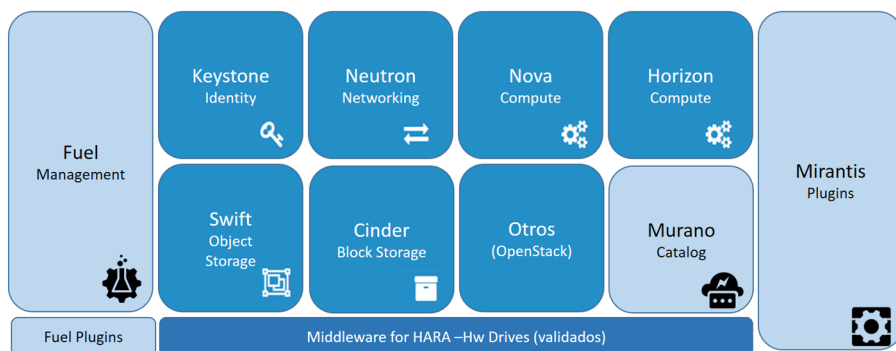 Fuel
Management
Keystone
Identity
Neutron
Networking
Nova
Compute
Horizon
Compute
Mirantis
Plugins
Swift
Object
Storage
Cinder
Block Storage
Otros
(OpenStack)
Murano
Catalog
Fuel Plugins
Middleware for HARA –Hw Drives (validados)